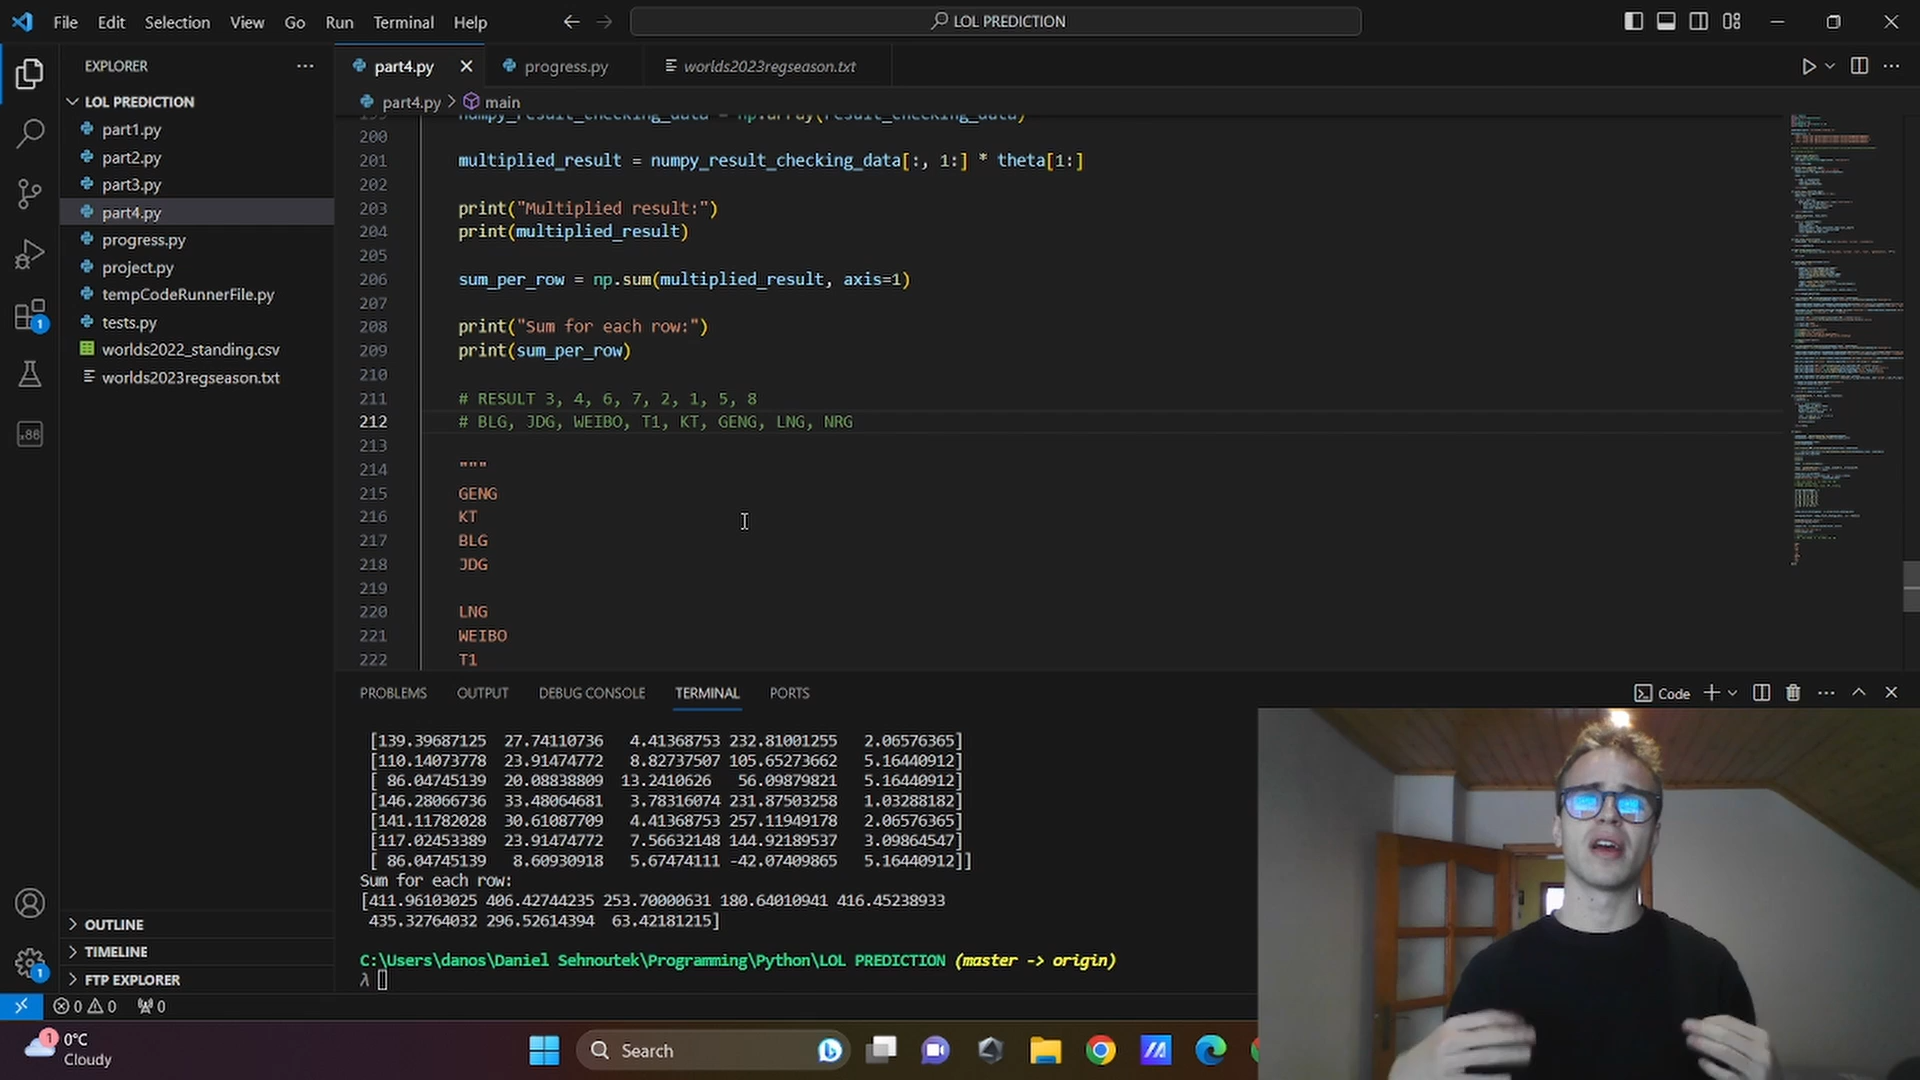 File Edit Selection View Go Run Terminal Help
LOL PREDICTION
EXPLORER
LOL PREDICTION
part1.py
part2.py
part3.py
part4.py
progress.py
project.py
tempCodeRunnerFile.py
tests.py
worlds2022_standing.csv
worlds2023regseason.txt
OUTLINE
TIMELINE
FTP EXPLORER
part4.py
progress.py
worlds2023regseason.txt
part4.py > main
199 numpy_result_checking_data = np.array(result_checking_data)
200
201 multiplied_result = numpy_result_checking_data[:, 1:] * theta[1:]
202
203 print("Multiplied result:")
204 print(multiplied_result)
205
206 sum_per_row = np.sum(multiplied_result, axis=1)
207
208 print("Sum for each row:")
209 print(sum_per_row)
210
211 # RESULT 3, 4, 6, 7, 2, 1, 5, 8
212 # BLG, JDG, WEIBO, T1, KT, GENG, LNG, NRG
213
214 """
215 GENG
216 KT
217 BLG
218 JDG
219
220 LNG
221 WEIBO
222 T1
PROBLEMS OUTPUT DEBUG CONSOLE TERMINAL PORTS
Code
[139.39687125 27.74110736 4.41368753 232.81001255 2.06576365]
[110.14073778 23.91474772 8.82737507 105.65273662 5.16440912]
[ 86.04745139 20.08838809 13.2410626 56.09879821 5.16440912]
[146.28066736 33.48064681 3.78316074 231.87503258 1.03288182]
[141.11782028 30.61087709 4.41368753 257.11949178 2.06576365]
[117.02453389 23.91474772 7.56632148 144.92189537 3.09864547]
[ 86.04745139 8.60930918 5.67474111 -42.07409865 5.16440912]]
Sum for each row:
[411.96103025 406.42744235 253.70000631 180.64010941 416.45238933
435.32764032 296.52614394 63.42181215]
C:\Users\danos\Daniel Sehnoutek\Programming\Python\LOL PREDICTION (master -> origin)
λ
.86
1
1
0 0 0
1
0°C
Cloudy
Search